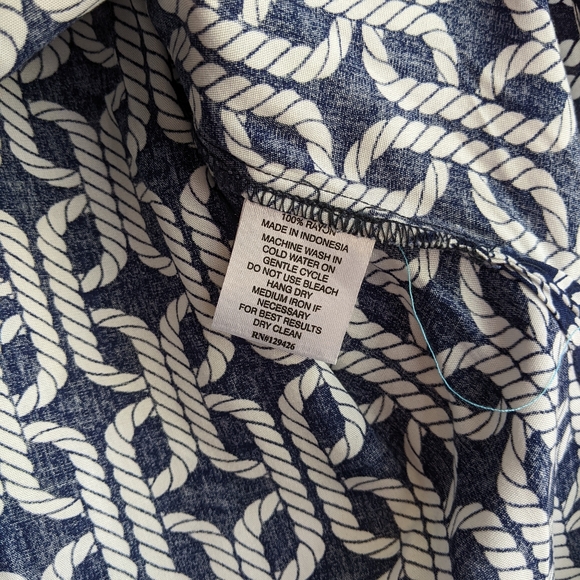 100% RAYON
MADE IN INDONESIA
MACHINE WASH IN
COLD WATER ON
GENTLE CYCLE
DO NOT USE BLEACH
HANG DRY
MEDIUM IRON IF
NECESSARY
FOR BEST RESULTS
DRY CLEAN
RN#129426